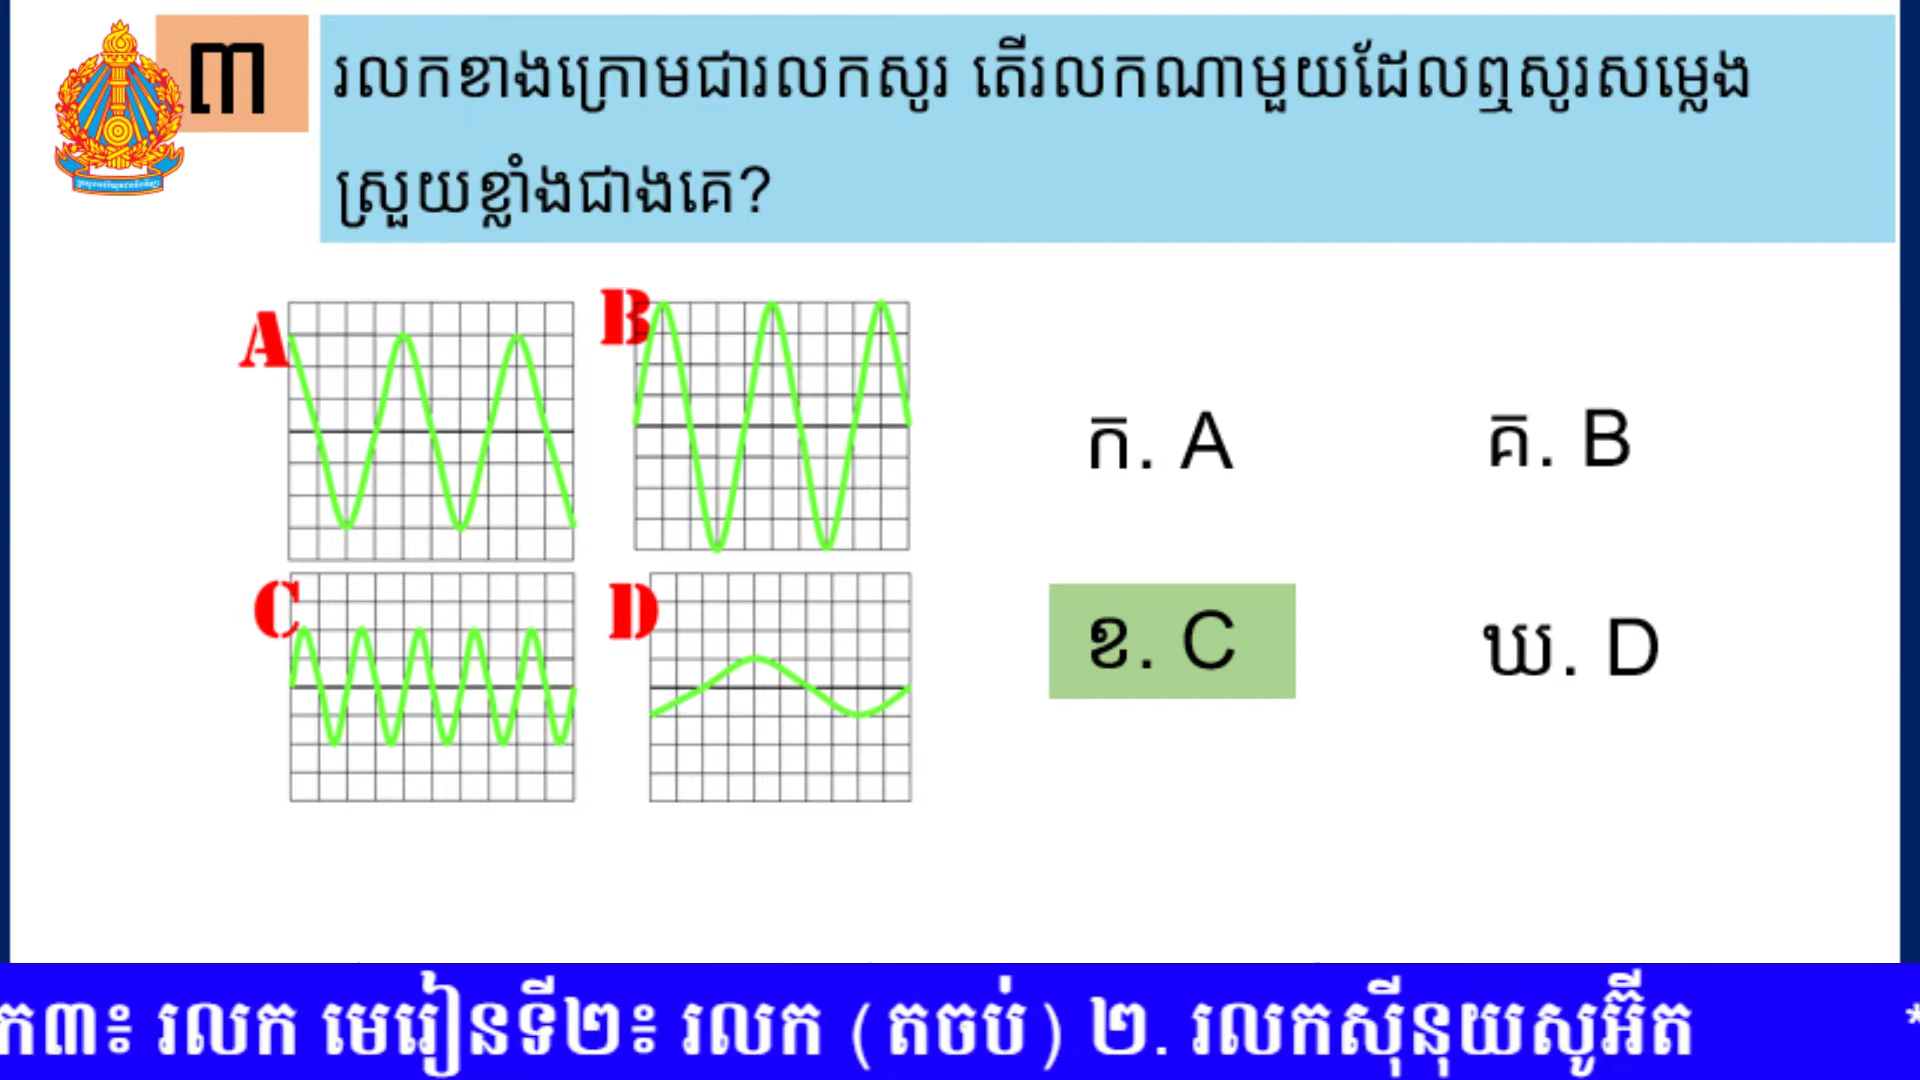 ៣
រលកខាងក្រោមជារលកសូរ តើរលកណាមួយដែលឮសូរសម្លេង
ស្រួយខ្លាំងជាងគេ?
A
B
ក. A
គ. B
C
D
ខ. C
ឃ. D
ក៣៖ រលក មេរៀនទី២៖ រលក (តចប់) ២. រលកស៊ីនុយសូអ៊ីត *